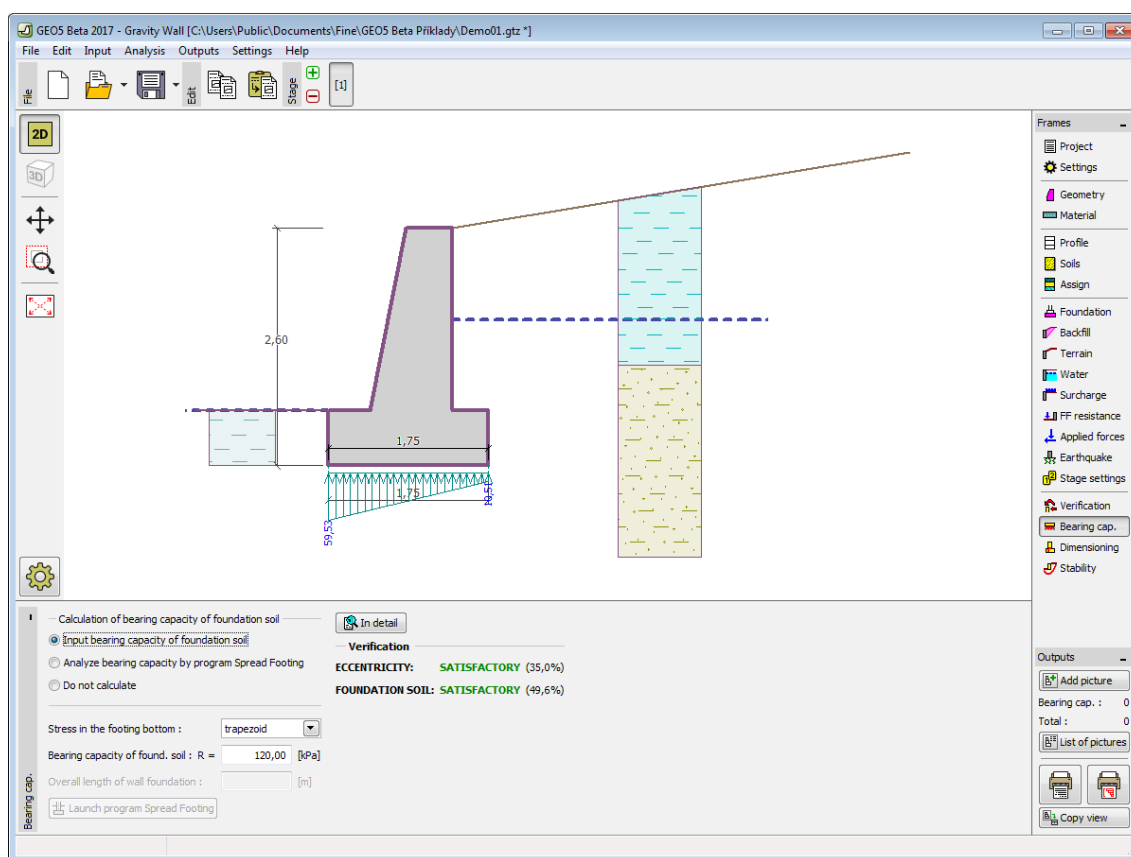 GEO5 Beta 2017 - Gravity Wall [C:\Users\Public\Documents\Fine\GEO5 Beta Příklady\Demo01.gtz *]
File Edit Input Analysis Outputs Settings Help
File
Edit
Stage
[1]
2D
3D
2,60
1,75
1,75
59,53
10,51
Frames
Project
Settings
Geometry
Material
Profile
Soils
Assign
Foundation
Backfill
Terrain
Water
Surcharge
FF resistance
Applied forces
Earthquake
Stage settings
Verification
Bearing cap.
Dimensioning
Stability
Outputs
Add picture
Bearing cap. : 0
Total : 0
List of pictures
Copy view
Bearing cap.
Calculation of bearing capacity of foundation soil
Input bearing capacity of foundation soil
Analyze bearing capacity by program Spread Footing
Do not calculate
Stress in the footing bottom : trapezoid
Bearing capacity of found. soil : R = 120,00 [kPa]
Overall length of wall foundation : [m]
Launch program Spread Footing
In detail
Verification
ECCENTRICITY: SATISFACTORY (35,0%)
FOUNDATION SOIL: SATISFACTORY (49,6%)